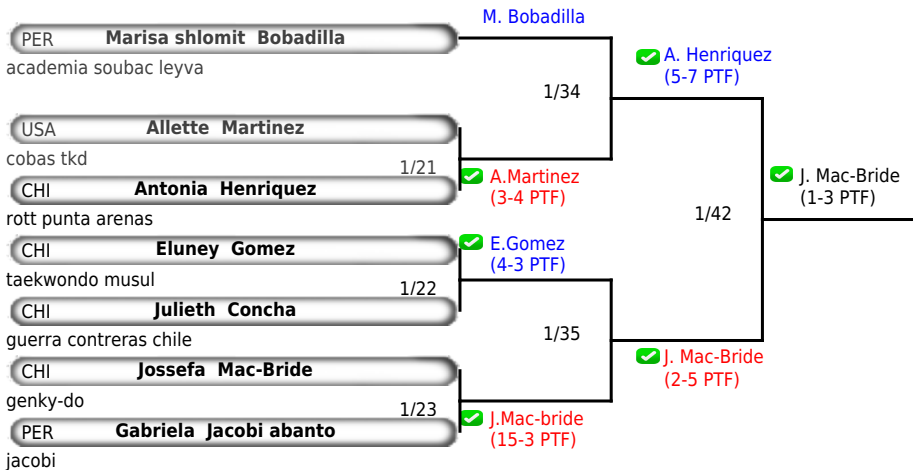 M. Bobadilla
PER Marisa shlomit Bobadilla
academia soubac leyva
A. Henriquez
(5-7 PTF)
1/34
USA Allette Martinez
cobas tkd
1/21
CHI Antonia Henriquez
rott punta arenas
A.Martinez
(3-4 PTF)
J. Mac-Bride
(1-3 PTF)
1/42
CHI Eluney Gomez
taekwondo musul
E.Gomez
(4-3 PTF)
1/22
CHI Julieth Concha
guerra contreras chile
1/35
J. Mac-Bride
(2-5 PTF)
CHI Jossefa Mac-Bride
genky-do
1/23
PER Gabriela Jacobi abanto
jacobi
J.Mac-bride
(15-3 PTF)